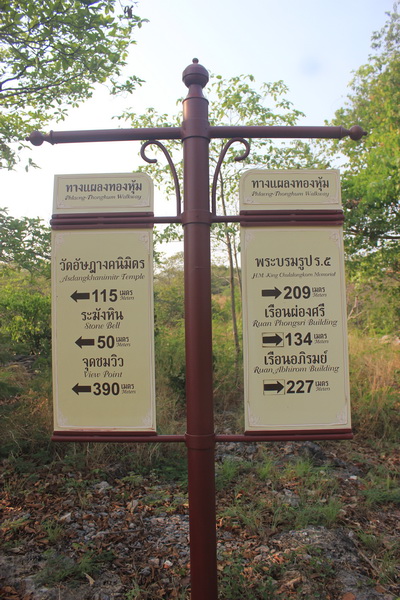 ทางแผลงทองหุ้ม
Phlaeng-Thonghum Walkway
วัดอัษฎางคนิมิตร
Asdangkhanimitr Temple
115 เมตร Meters
ระฆังหิน
Stone Bell
50 เมตร Meters
จุดชมวิว
View Point
390 เมตร Meters
ทางแผลงทองหุ้ม
Phlaeng-Thonghum Walkway
พระบรมรูป ร.๕
H.M. King Chulalongkorn Monument
209 เมตร Meters
เรือนผ่องศรี
Ruan Phongsri Building
134 เมตร Meters
เรือนอภิรมย์
Ruan Abhirom Building
227 เมตร Meters